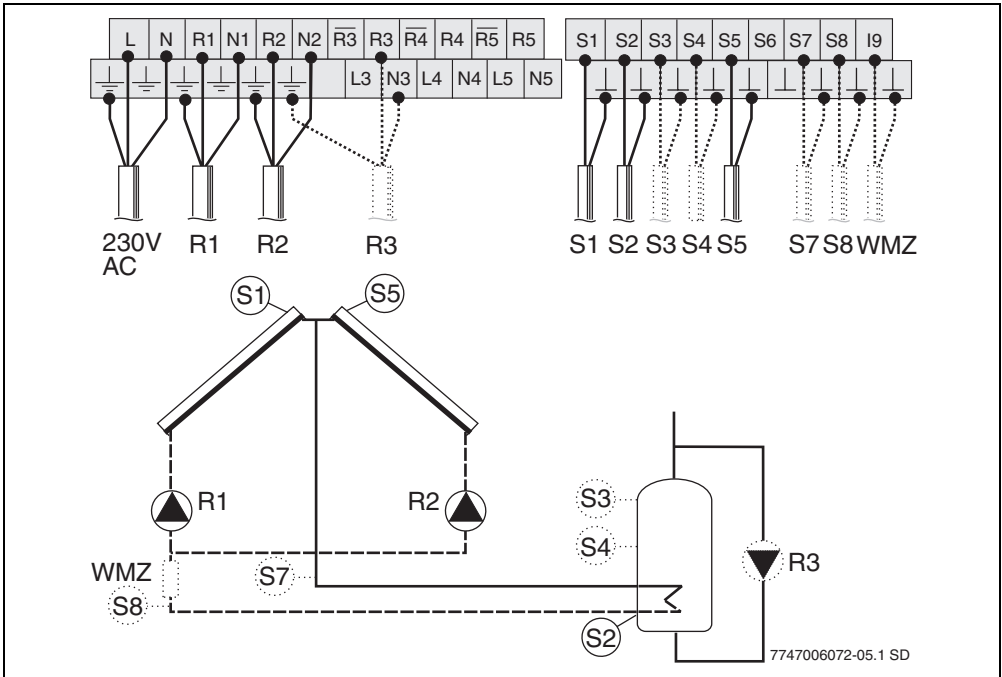 L N R1 N1 R2 N2 R̅3̅ R3 R̅4̅ R4 R̅5̅ R5
L3 N3 L4 N4 L5 N5
S1 S2 S3 S4 S5 S6 S7 S8 I9
230V
AC
R1 R2 R3
S1 S2 S3 S4 S5 S7 S8 WMZ
S1 S5
R1 R2
S3
S4
R3
WMZ
S7
S8
S2
7747006072-05.1 SD